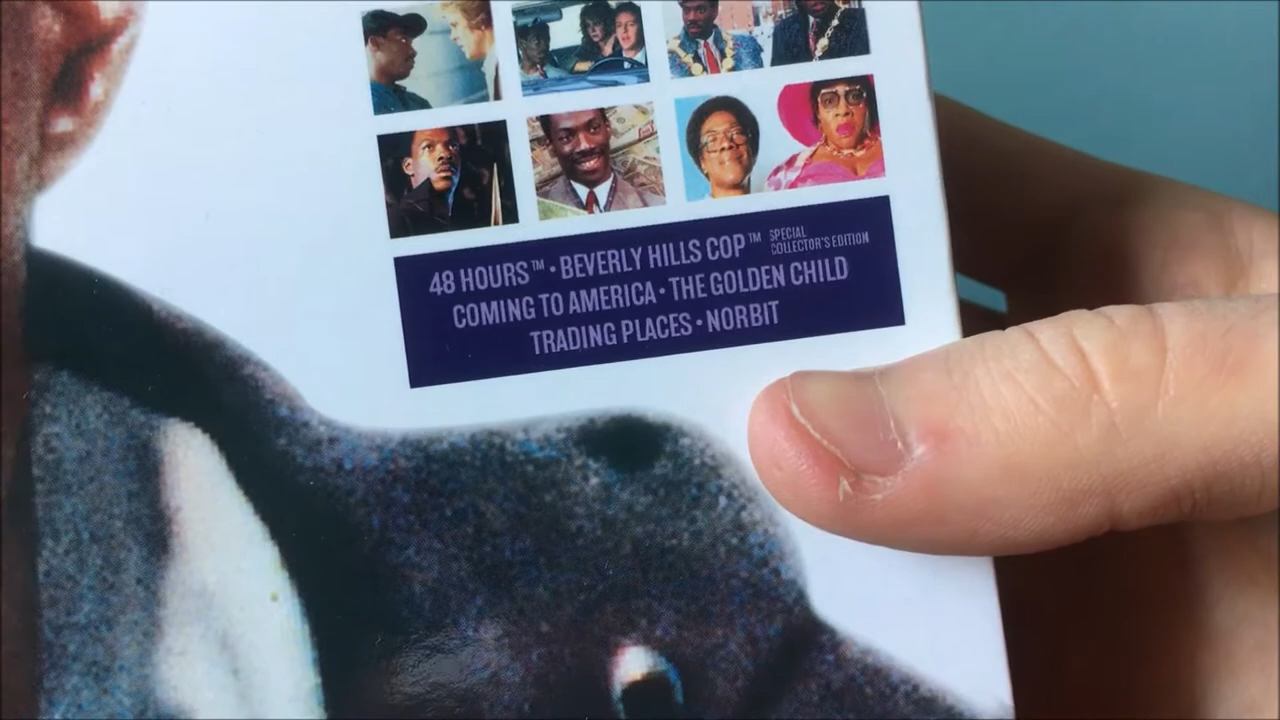 48 HOURS™ • BEVERLY HILLS COP™ SPECIAL COLLECTOR'S EDITION
COMING TO AMERICA • THE GOLDEN CHILD
TRADING PLACES • NORBIT